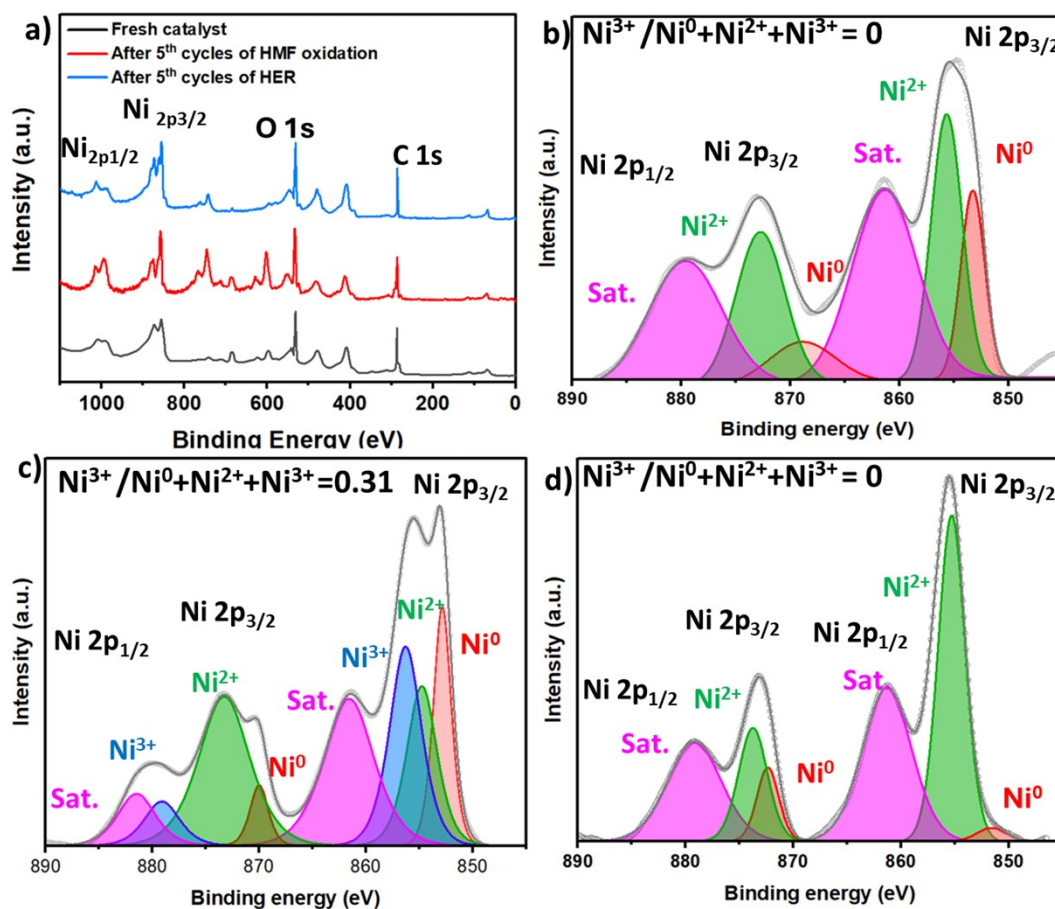 a)
Fresh catalyst
After 5th cycles of HMF oxidation
After 5th cycles of HER
Ni 2p1/2
Ni 2p3/2
O 1s
C 1s
Intensity (a.u.)
1000 800 600 400 200 0
Binding Energy (eV)
b)
Ni3+/Ni0+Ni2++Ni3+ = 0
Ni 2p3/2
Ni2+
Ni0
Sat.
Ni 2p3/2
Ni 2p1/2
Ni2+
Ni0
Sat.
Intensity (a.u.)
890 880 870 860 850
Binding energy (eV)
c)
Ni3+/Ni0+Ni2++Ni3+=0.31
Ni 2p3/2
Ni2+
Ni0
Ni3+
Ni 2p3/2
Ni 2p1/2
Ni2+
Sat.
Ni3+
Ni0
Sat.
Intensity (a.u.)
890 880 870 860 850
Binding energy (eV)
d)
Ni3+/Ni0+Ni2++Ni3+ = 0
Ni 2p3/2
Ni2+
Ni 2p3/2
Ni 2p1/2
Ni 2p1/2
Ni2+
Sat.
Sat.
Ni0
Ni0
Intensity (a.u.)
890 880 870 860 850
Binding energy (eV)